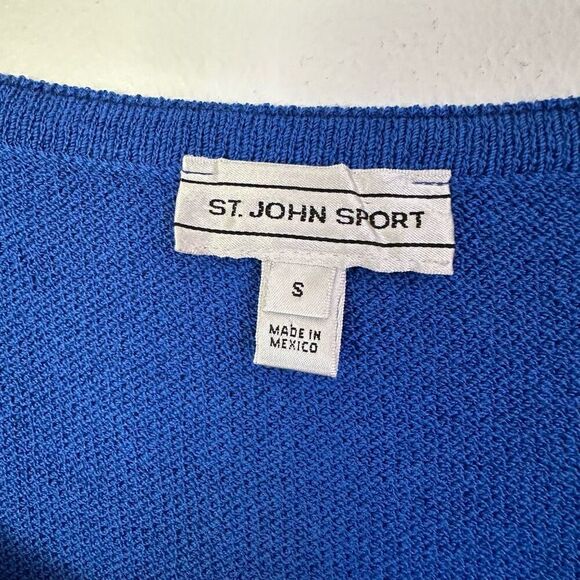 ST. JOHN SPORT
S
MADE IN
MEXICO